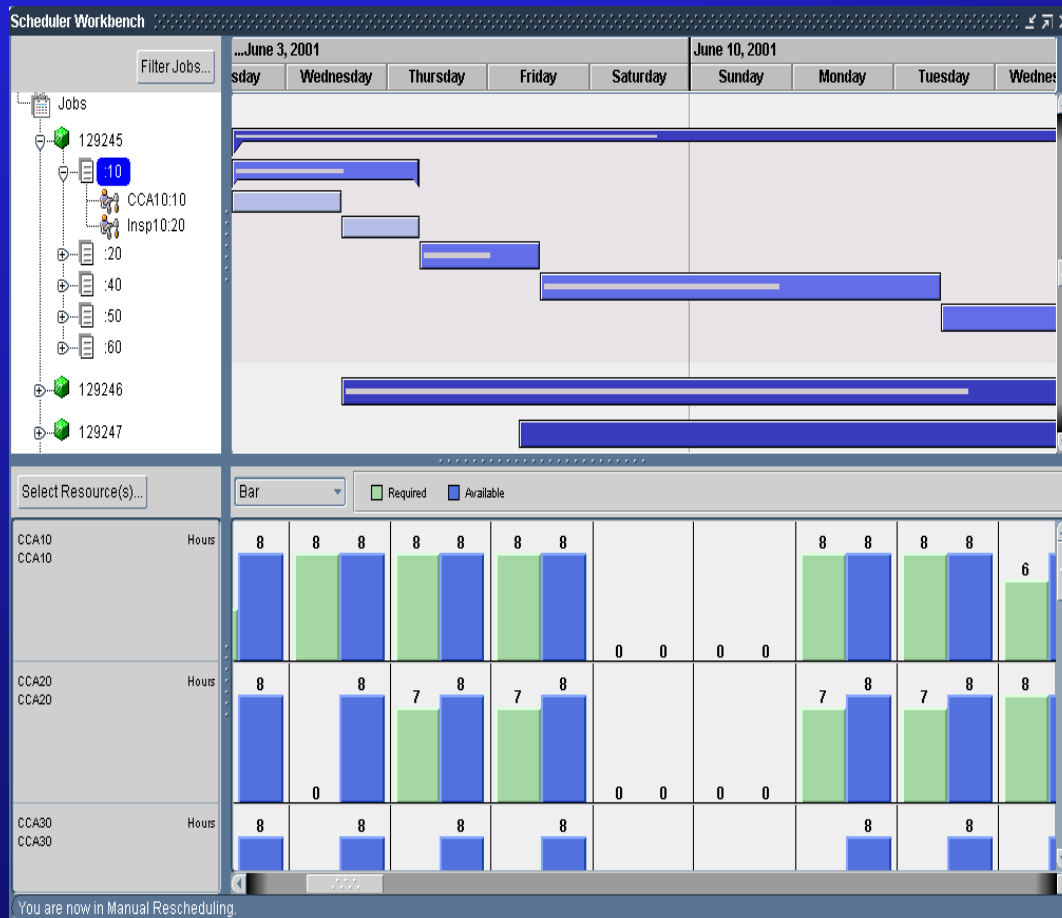 Scheduler Workbench
Filter Jobs...
...June 3, 2001 June 10, 2001
sday Wednesday Thursday Friday Saturday Sunday Monday Tuesday Wednes
Jobs
129245
:10
CCA10:10
Insp10:20
:20
:40
:50
:60
129246
129247
Select Resource(s)...
Bar
Required Available
CCA10 Hours
CCA10
8 8 8 8 8 8 8 0 0 0 0 8 8 8 8 6
CCA20 Hours
CCA20
8 0 8 7 8 7 8 0 0 0 0 7 8 7 8 8
CCA30 Hours
CCA30
8 8 8 8 8 8
You are now in Manual Rescheduling.